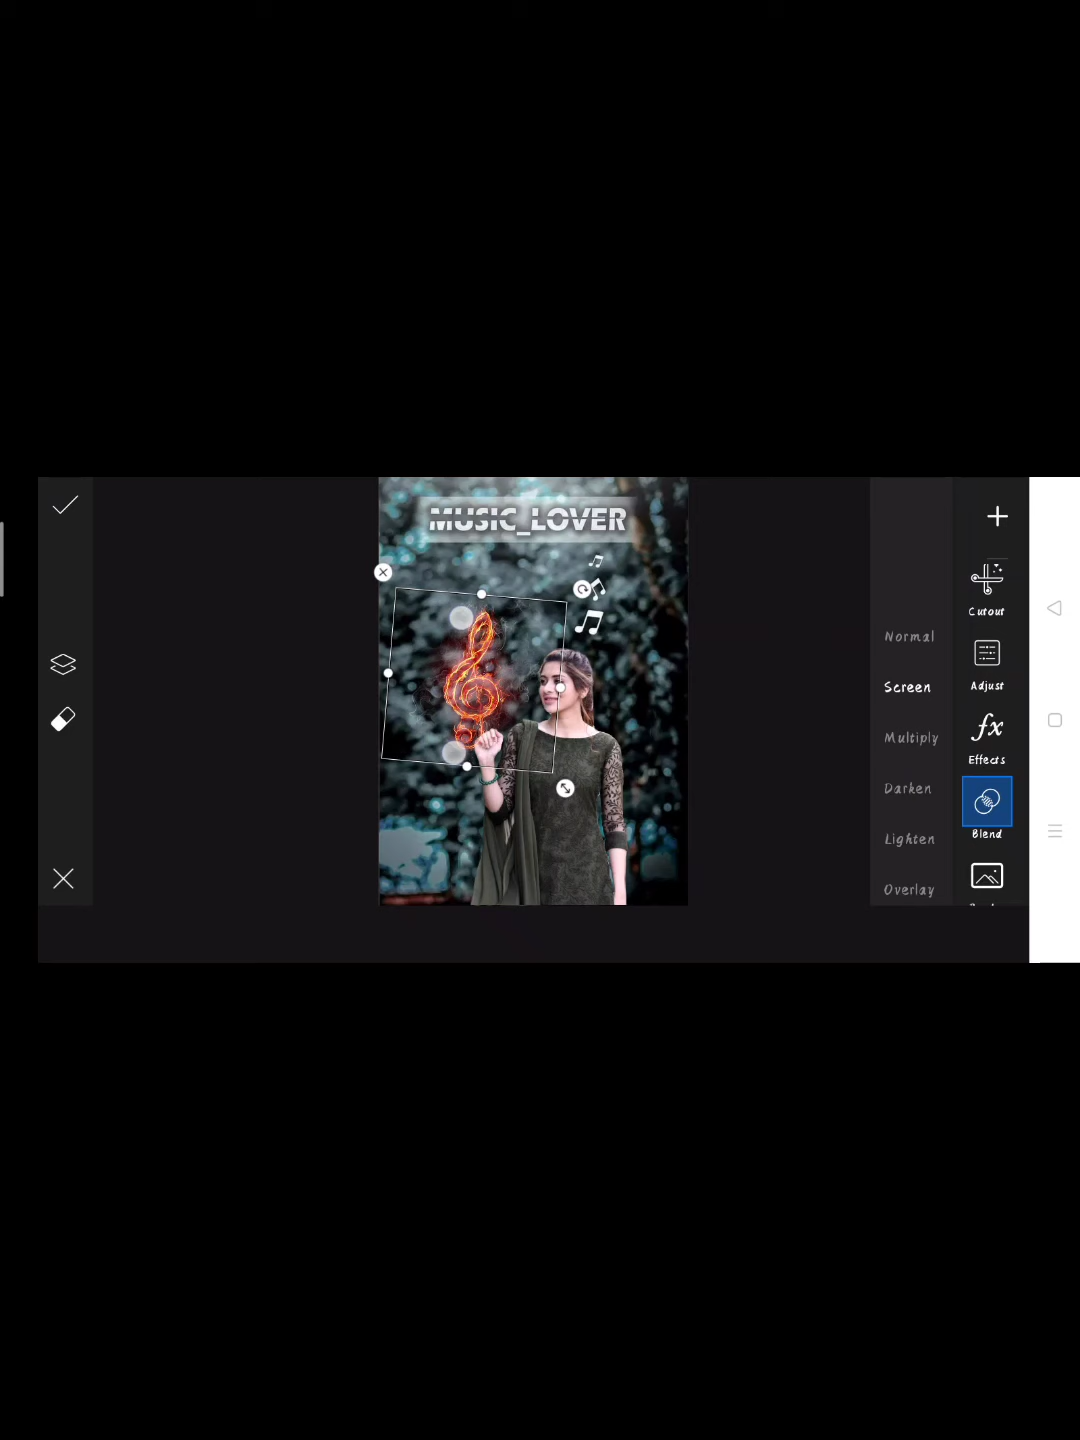 MUSIC_LOVER
Cutout
Normal
Adjust
Screen
Multiply
fx
Effects
Darken
Blend
Lighten
Overlay